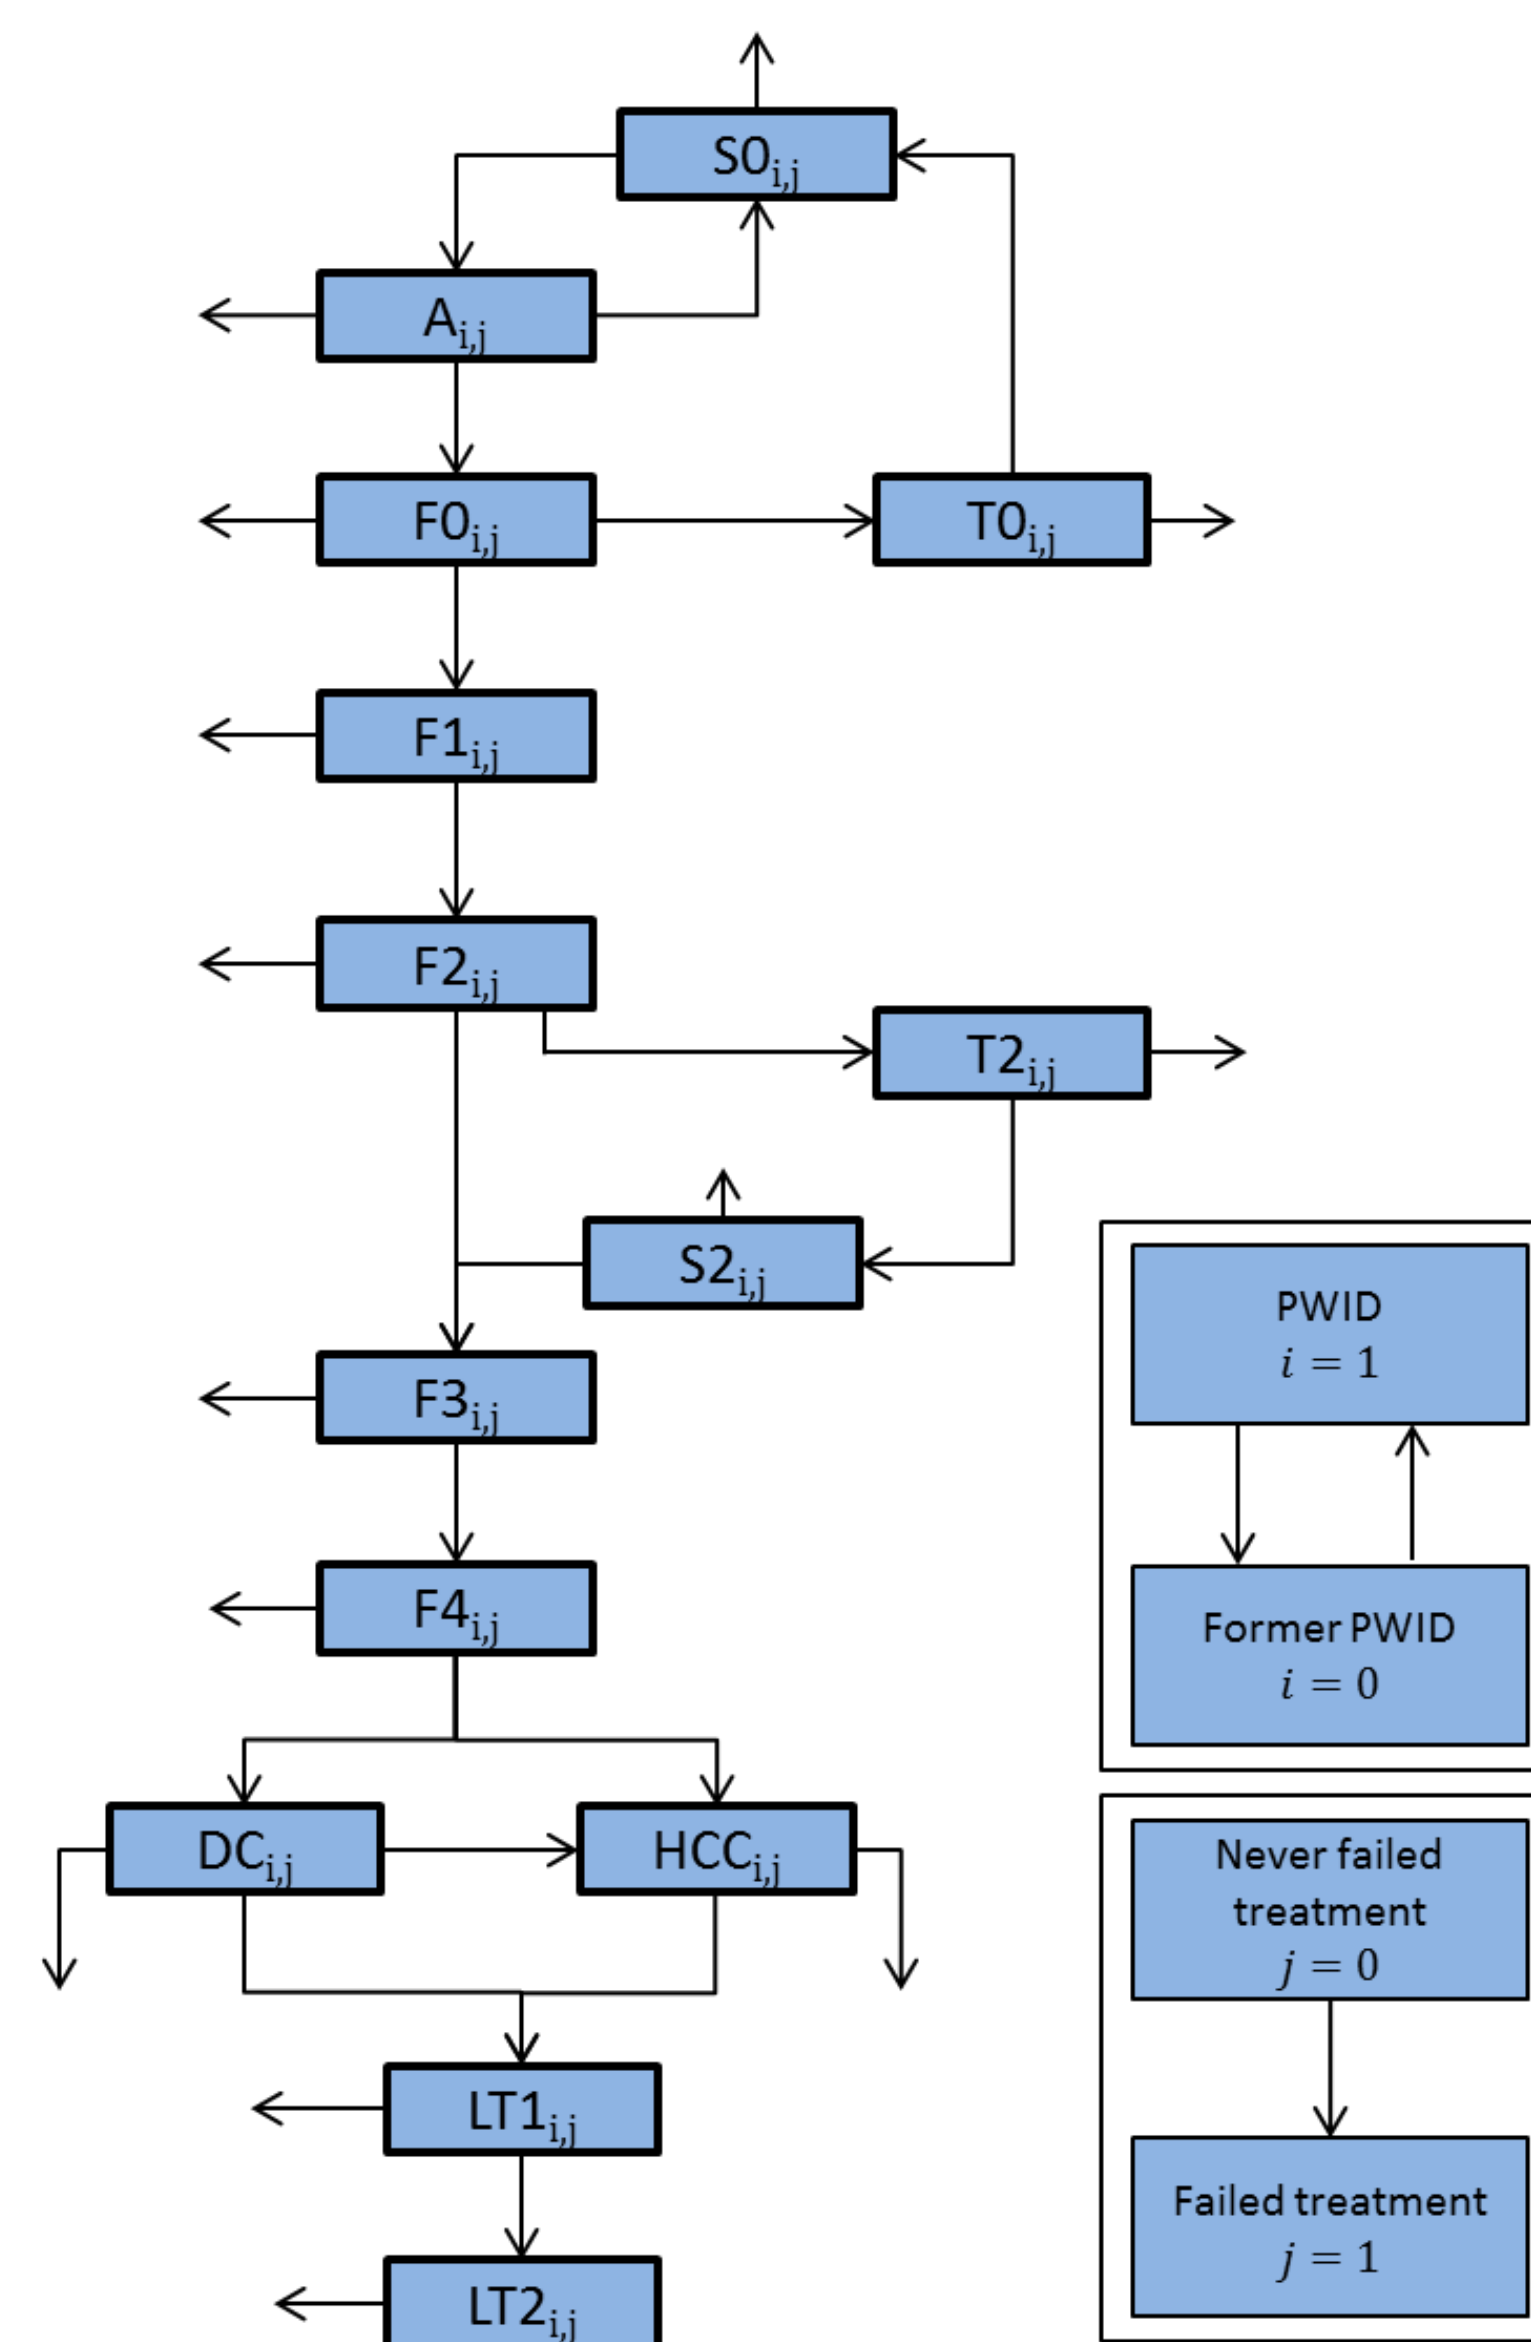 S0i,j
Ai,j
F0i,j
T0i,j
F1i,j
F2i,j
T2i,j
S2i,j
F3i,j
F4i,j
DCi,j
HCCi,j
LT1i,j
LT2i,j
PWID
i = 1
Former PWID
i = 0
Never failed
treatment
j = 0
Failed treatment
j = 1